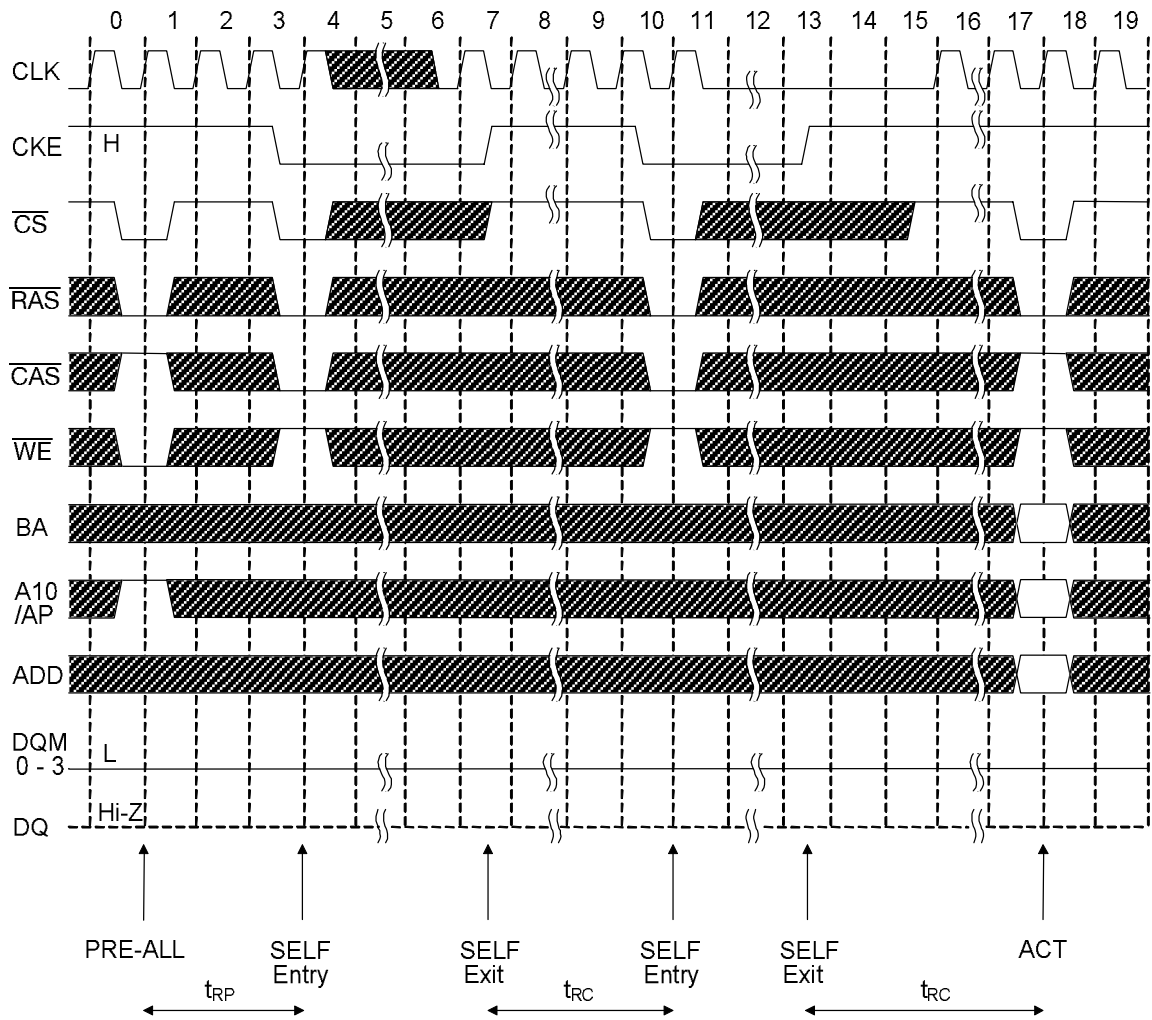 0 1 2 3 4 5 6 7 8 9 10 11 12 13 14 15 16 17 18 19
CLK
CKE
H
CS
RAS
CAS
WE
BA
A10
/AP
ADD
DQM
0 - 3
L
Hi-Z
DQ
PRE-ALL
SELF
Entry
SELF
Exit
SELF
Entry
SELF
Exit
ACT
tRP
tRC
tRC